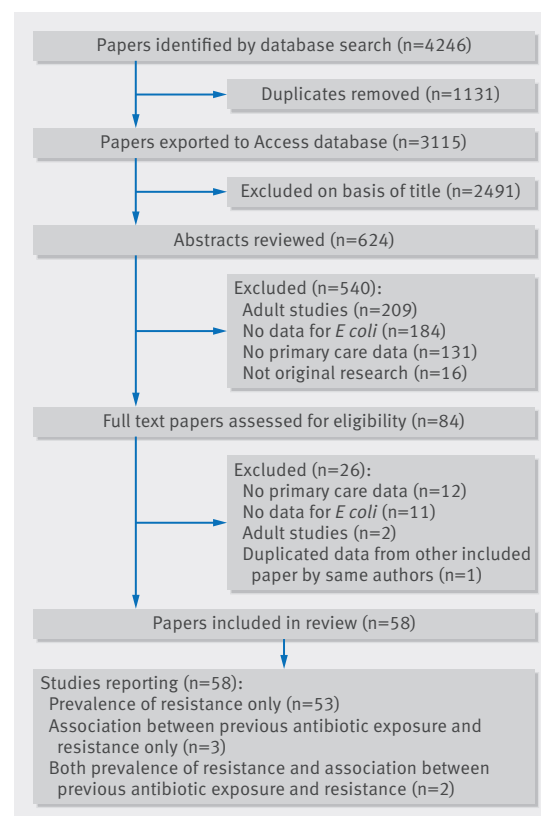 Papers identified by database search (n=4246)
Duplicates removed (n=1131)
Papers exported to Access database (n=3115)
Excluded on basis of title (n=2491)
Abstracts reviewed (n=624)
Excluded (n=540):
Adult studies (n=209)
No data for E coli (n=184)
No primary care data (n=131)
Not original research (n=16)
Full text papers assessed for eligibility (n=84)
Excluded (n=26):
No primary care data (n=12)
No data for E coli (n=11)
Adult studies (n=2)
Duplicated data from other included
paper by same authors (n=1)
Papers included in review (n=58)
Studies reporting (n=58):
Prevalence of resistance only (n=53)
Association between previous antibiotic exposure and
resistance only (n=3)
Both prevalence of resistance and association between
previous antibiotic exposure and resistance (n=2)